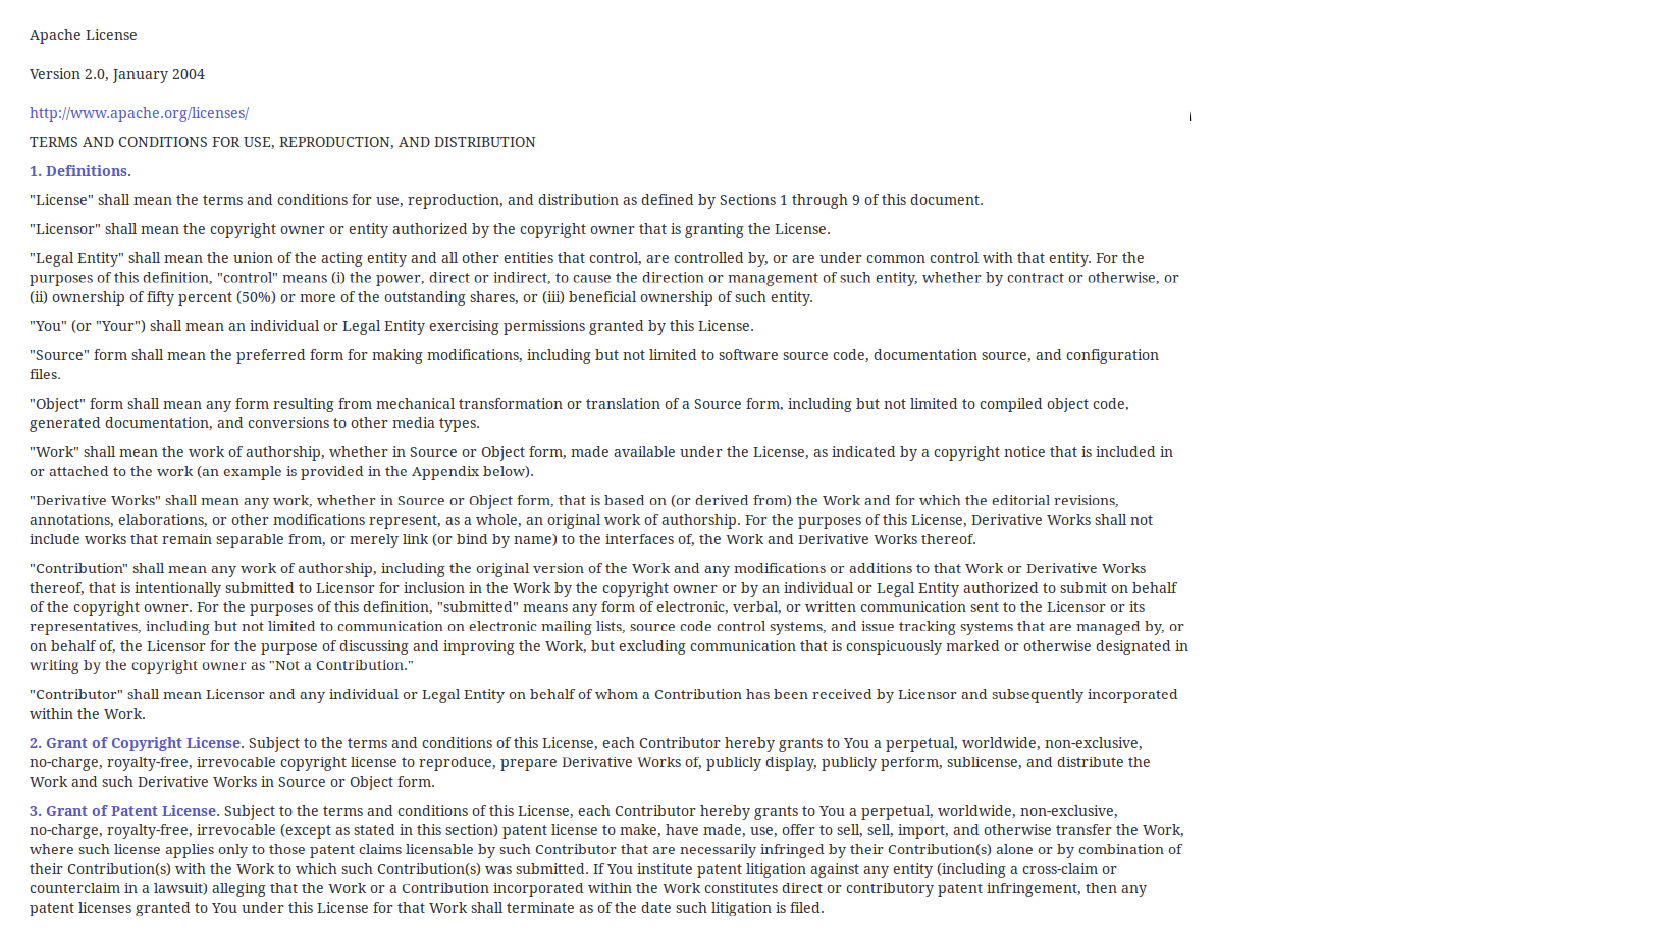 Apache License
Version 2.0, January 2004
http://www.apache.org/licenses/
TERMS AND CONDITIONS FOR USE, REPRODUCTION, AND DISTRIBUTION
1. Definitions.
"License" shall mean the terms and conditions for use, reproduction, and distribution as defined by Sections 1 through 9 of this document.
"Licensor" shall mean the copyright owner or entity authorized by the copyright owner that is granting the License.
"Legal Entity" shall mean the union of the acting entity and all other entities that control, are controlled by, or are under common control with that entity. For the
purposes of this definition, "control" means (i) the power, direct or indirect, to cause the direction or management of such entity, whether by contract or otherwise, or
(ii) ownership of fifty percent (50%) or more of the outstanding shares, or (iii) beneficial ownership of such entity.
"You" (or "Your") shall mean an individual or Legal Entity exercising permissions granted by this License.
"Source" form shall mean the preferred form for making modifications, including but not limited to software source code, documentation source, and configuration
files.
"Object" form shall mean any form resulting from mechanical transformation or translation of a Source form, including but not limited to compiled object code,
generated documentation, and conversions to other media types.
"Work" shall mean the work of authorship, whether in Source or Object form, made available under the License, as indicated by a copyright notice that is included in
or attached to the work (an example is provided in the Appendix below).
"Derivative Works" shall mean any work, whether in Source or Object form, that is based on (or derived from) the Work and for which the editorial revisions,
annotations, elaborations, or other modifications represent, as a whole, an original work of authorship. For the purposes of this License, Derivative Works shall not
include works that remain separable from, or merely link (or bind by name) to the interfaces of, the Work and Derivative Works thereof.
"Contribution" shall mean any work of authorship, including the original version of the Work and any modifications or additions to that Work or Derivative Works
thereof, that is intentionally submitted to Licensor for inclusion in the Work by the copyright owner or by an individual or Legal Entity authorized to submit on behalf
of the copyright owner. For the purposes of this definition, "submitted" means any form of electronic, verbal, or written communication sent to the Licensor or its
representatives, including but not limited to communication on electronic mailing lists, source code control systems, and issue tracking systems that are managed by, or
on behalf of, the Licensor for the purpose of discussing and improving the Work, but excluding communication that is conspicuously marked or otherwise designated in
writing by the copyright owner as "Not a Contribution."
"Contributor" shall mean Licensor and any individual or Legal Entity on behalf of whom a Contribution has been received by Licensor and subsequently incorporated
within the Work.
2. Grant of Copyright License. Subject to the terms and conditions of this License, each Contributor hereby grants to You a perpetual, worldwide, non-exclusive,
no-charge, royalty-free, irrevocable copyright license to reproduce, prepare Derivative Works of, publicly display, publicly perform, sublicense, and distribute the
Work and such Derivative Works in Source or Object form.
3. Grant of Patent License. Subject to the terms and conditions of this License, each Contributor hereby grants to You a perpetual, worldwide, non-exclusive,
no-charge, royalty-free, irrevocable (except as stated in this section) patent license to make, have made, use, offer to sell, sell, import, and otherwise transfer the Work,
where such license applies only to those patent claims licensable by such Contributor that are necessarily infringed by their Contribution(s) alone or by combination of
their Contribution(s) with the Work to which such Contribution(s) was submitted. If You institute patent litigation against any entity (including a cross-claim or
counterclaim in a lawsuit) alleging that the Work or a Contribution incorporated within the Work constitutes direct or contributory patent infringement, then any
patent licenses granted to You under this License for that Work shall terminate as of the date such litigation is filed.